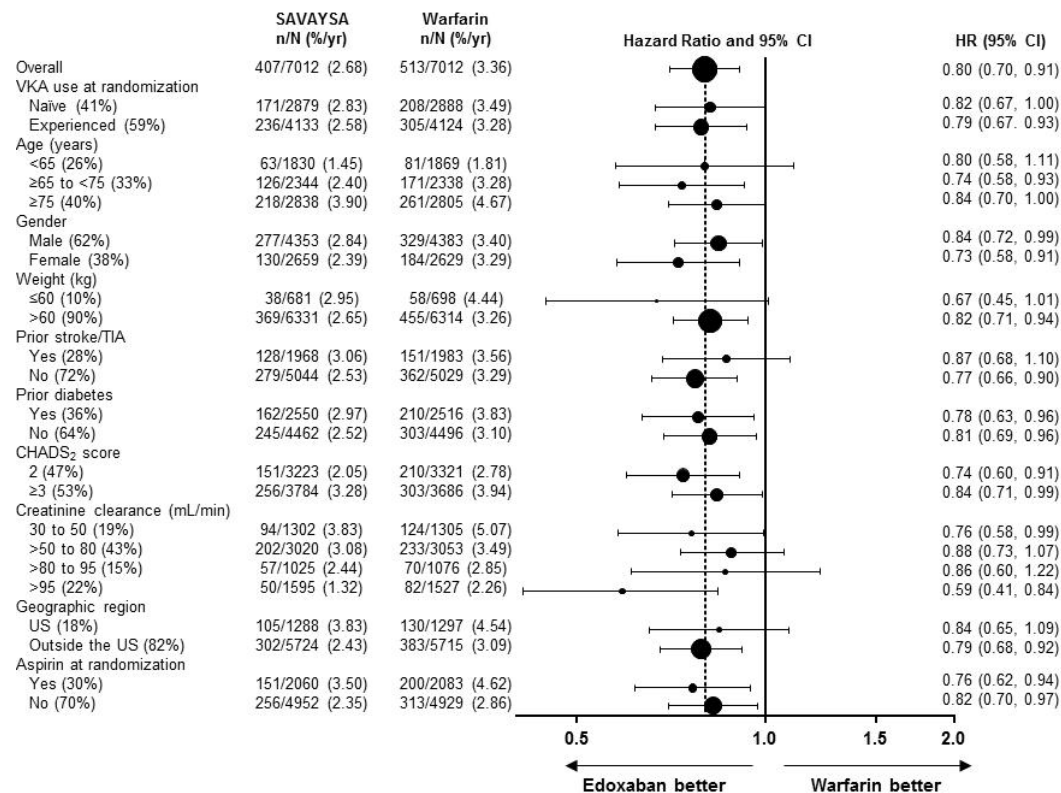 SAVAYSA Warfarin
n/N (%/yr) n/N (%/yr) Hazard Ratio and 95% CI HR (95% CI)
Overall 407/7012 (2.68) 513/7012 (3.36) 0.80 (0.70, 0.91)
VKA use at randomization
Naïve (41%) 171/2879 (2.83) 208/2888 (3.49) 0.82 (0.67, 1.00)
Experienced (59%) 236/4133 (2.58) 305/4124 (3.28) 0.79 (0.67. 0.93)
Age (years)
<65 (26%) 63/1830 (1.45) 81/1869 (1.81) 0.80 (0.58, 1.11)
≥65 to <75 (33%) 126/2344 (2.40) 171/2338 (3.28) 0.74 (0.58, 0.93)
≥75 (40%) 218/2838 (3.90) 261/2805 (4.67) 0.84 (0.70, 1.00)
Gender
Male (62%) 277/4353 (2.84) 329/4383 (3.40) 0.84 (0.72, 0.99)
Female (38%) 130/2659 (2.39) 184/2629 (3.29) 0.73 (0.58, 0.91)
Weight (kg)
≤60 (10%) 38/681 (2.95) 58/698 (4.44) 0.67 (0.45, 1.01)
>60 (90%) 369/6331 (2.65) 455/6314 (3.26) 0.82 (0.71, 0.94)
Prior stroke/TIA
Yes (28%) 128/1968 (3.06) 151/1983 (3.56) 0.87 (0.68, 1.10)
No (72%) 279/5044 (2.53) 362/5029 (3.29) 0.77 (0.66, 0.90)
Prior diabetes
Yes (36%) 162/2550 (2.97) 210/2516 (3.83) 0.78 (0.63, 0.96)
No (64%) 245/4462 (2.52) 303/4496 (3.10) 0.81 (0.69, 0.96)
CHADS₂ score
2 (47%) 151/3223 (2.05) 210/3321 (2.78) 0.74 (0.60, 0.91)
≥3 (53%) 256/3784 (3.28) 303/3686 (3.94) 0.84 (0.71, 0.99)
Creatinine clearance (mL/min)
30 to 50 (19%) 94/1302 (3.83) 124/1305 (5.07) 0.76 (0.58, 0.99)
>50 to 80 (43%) 202/3020 (3.08) 233/3053 (3.49) 0.88 (0.73, 1.07)
>80 to 95 (15%) 57/1025 (2.44) 70/1076 (2.85) 0.86 (0.60, 1.22)
>95 (22%) 50/1595 (1.32) 82/1527 (2.26) 0.59 (0.41, 0.84)
Geographic region
US (18%) 105/1288 (3.83) 130/1297 (4.54) 0.84 (0.65, 1.09)
Outside the US (82%) 302/5724 (2.43) 383/5715 (3.09) 0.79 (0.68, 0.92)
Aspirin at randomization
Yes (30%) 151/2060 (3.50) 200/2083 (4.62) 0.76 (0.62, 0.94)
No (70%) 256/4952 (2.35) 313/4929 (2.86) 0.82 (0.70, 0.97)
0.5 1.0 1.5 2.0
Edoxaban better Warfarin better